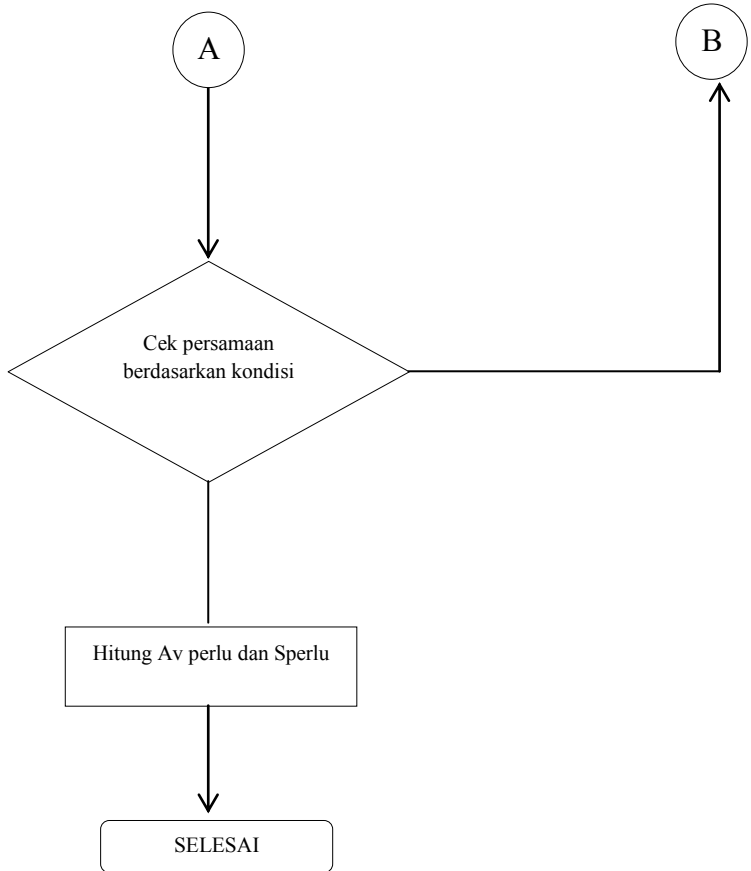 A
B
Cek persamaan
berdasarkan kondisi
Hitung Av perlu dan Sperlu
SELESAI